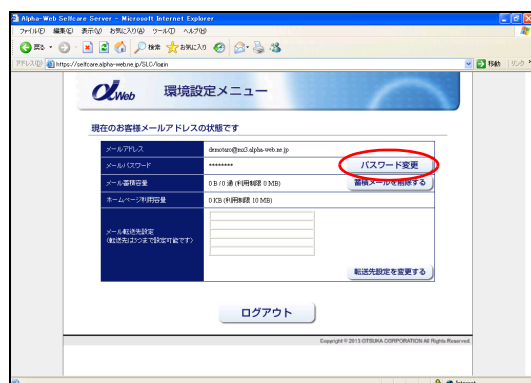 Alpha-Web Selfcare Server - Microsoft Internet Explorer
ファイル(F) 編集(E) 表示(V) お気に入り(A) ツール(T) ヘルプ(H)
戻る 検索 お気に入り
アドレス(D) https://selfcare.alpha-web.ne.jp/SLC/login 移動 リンク
αWeb 環境設定メニュー
現在のお客様メールアドレスの状態です
メールアドレス demotaro@mx3.alpha-web.ne.jp
メールパスワード ******** パスワード変更
メール蓄積容量 0 B / 0 通 (利用制限 0 MB) 蓄積メールを削除する
ホームページ利用容量 0 KB (利用制限 10 MB)
メール転送先設定
(転送先は5つまで設定可能です)
転送先設定を変更する
ログアウト
Copyright © 2013 OTSUKA CORPORATION All Rights Reserved.
Internet